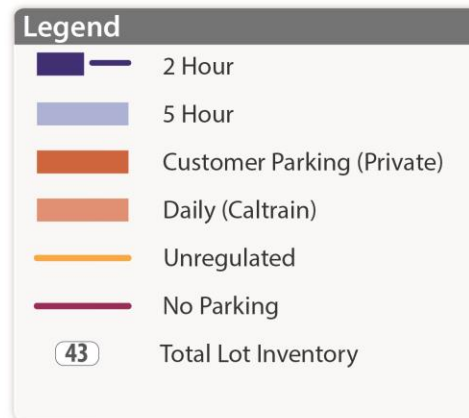 Legend
2 Hour
5 Hour
Customer Parking (Private)
Daily (Caltrain)
Unregulated
No Parking
43 Total Lot Inventory